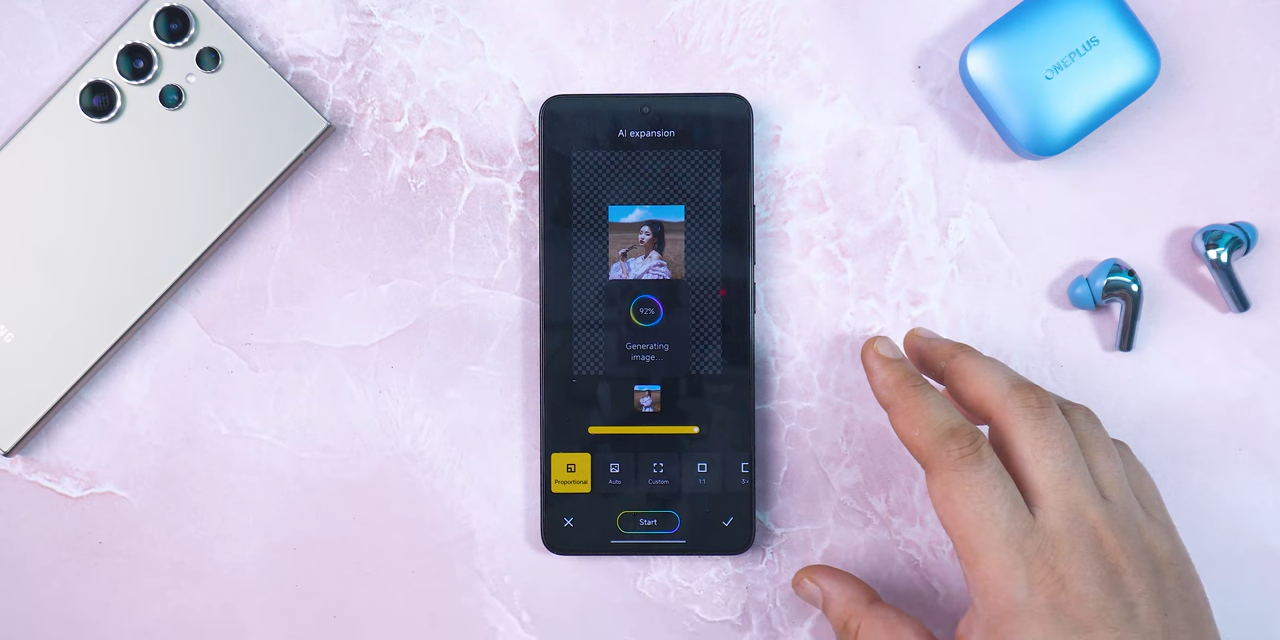 ONEPLUS
AI expansion
92%
Generating
image...
Proportional
Auto
Custom
1:1
Start